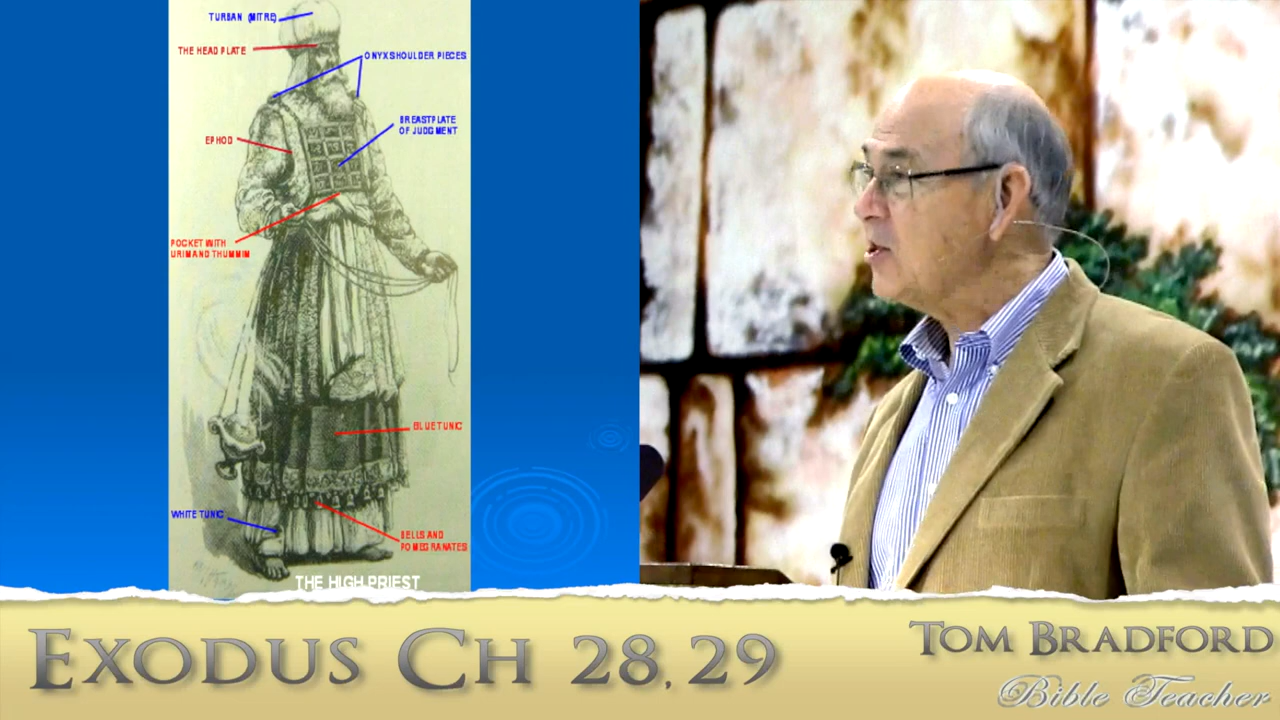 TURBAN (MITRE)
THE HEAD PLATE
ONYX SHOULDER PIECES
BREASTPLATE
OF JUDGMENT
EPHOD
POCKET WITH
URIM AND THUMMIM
BLUE TUNIC
WHITE TUNIC
BELLS AND
POMEGRANATES
THE HIGH PRIEST
EXODUS CH 28, 29
TOM BRADFORD
Bible Teacher